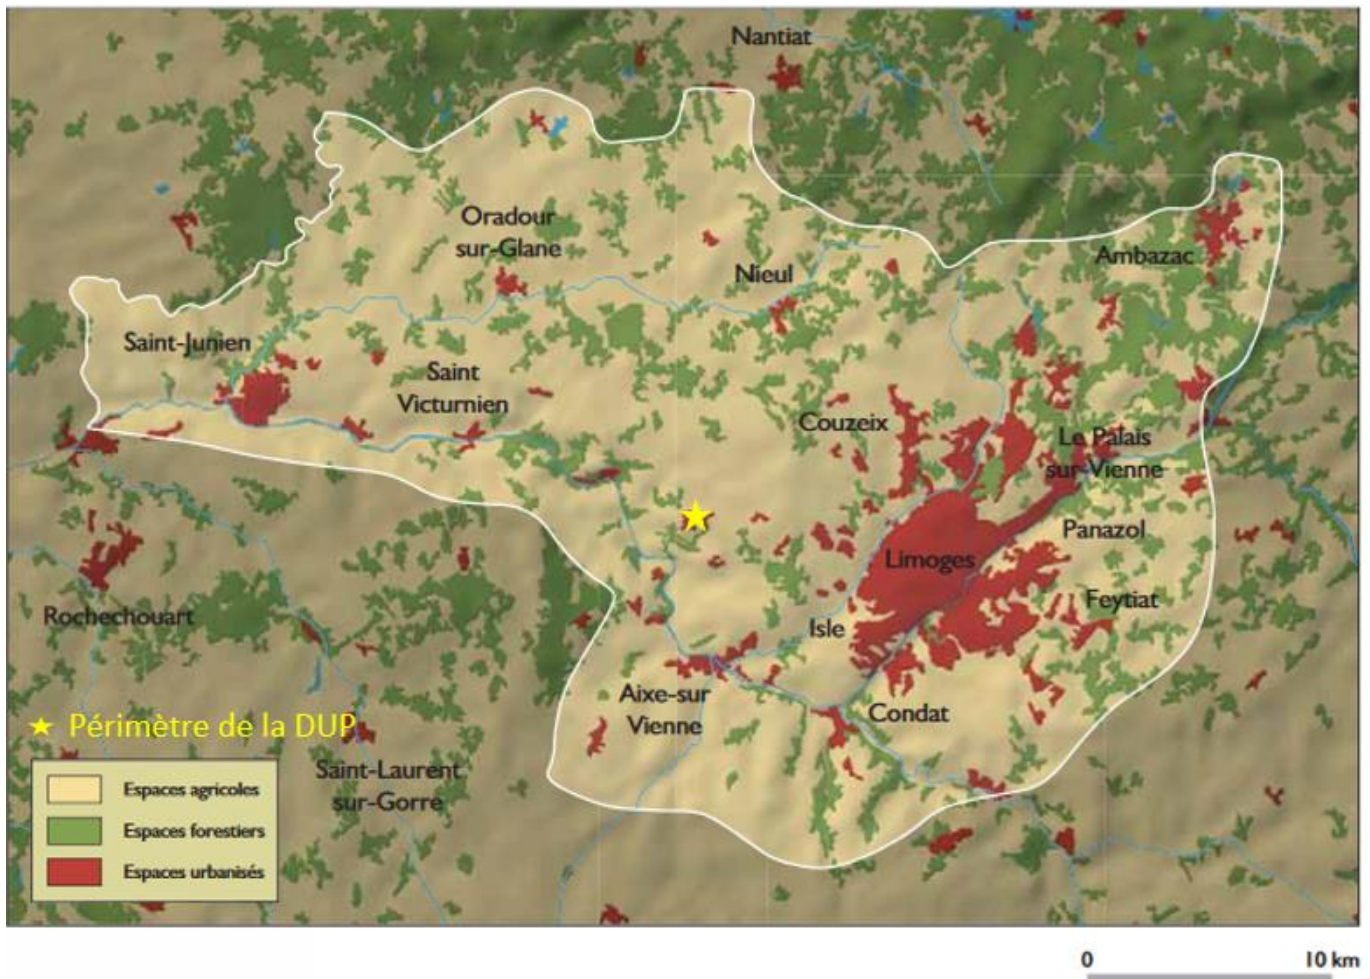 Nantiat
Oradour
sur-Glane
Ambazac
Nieul
Saint-Junien
Saint
Victurnien
Couzeix
Le Palais
sur-Vienne
Panazol
Limoges
Feytiat
Rochechouart
Isle
Aixe-sur
Vienne
Condat
Périmètre de la DUP
Saint-Laurent
sur-Gorre
Espaces agricoles
Espaces forestiers
Espaces urbanisés
0 10 km